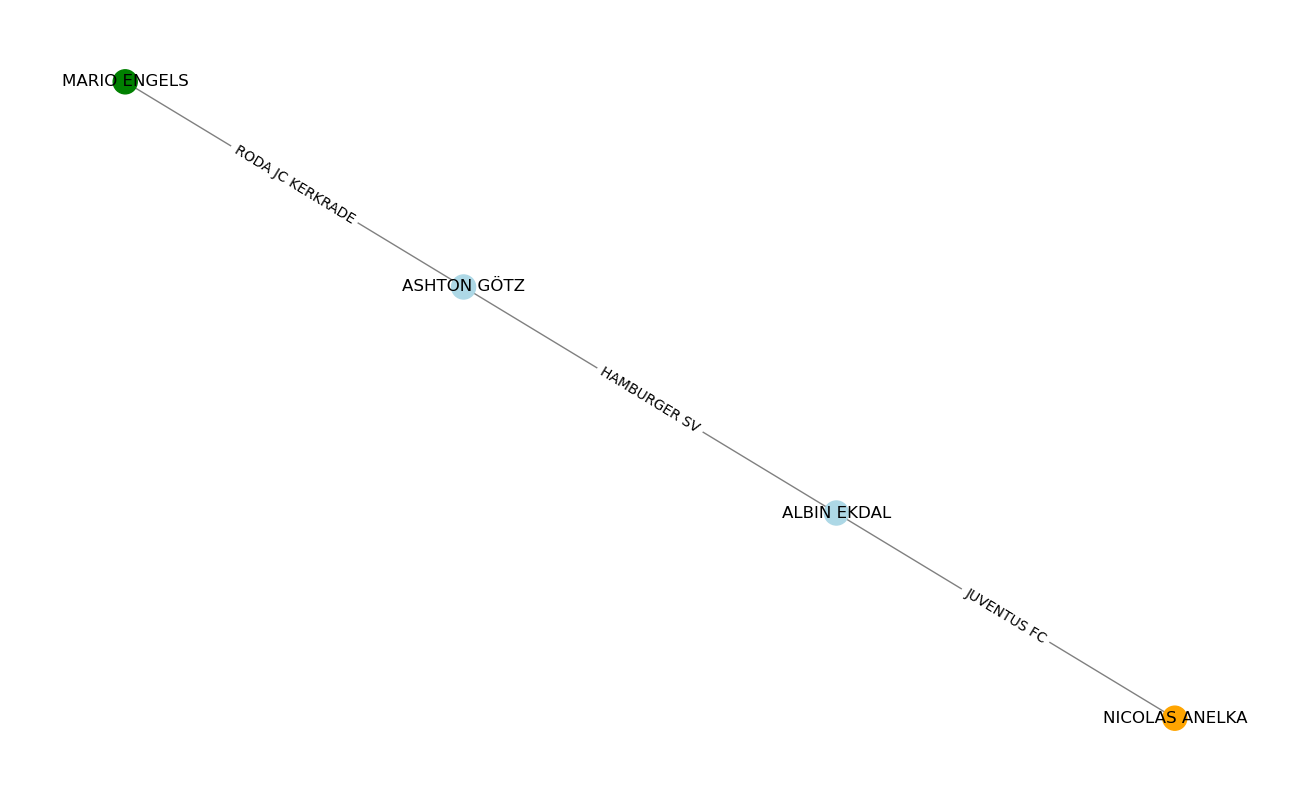 MARIO ENGELS
RODA JC KERKRADE
ASHTON GÖTZ
HAMBURGER SV
ALBIN EKDAL
JUVENTUS FC
NICOLAS ANELKA